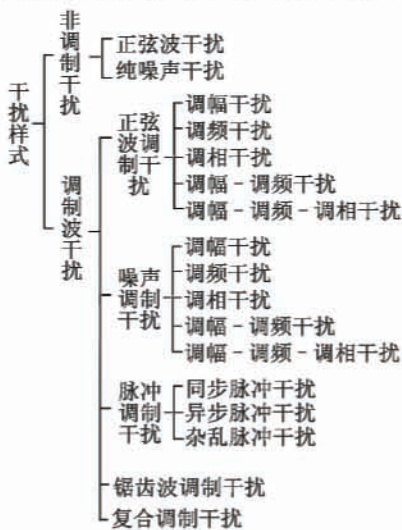 干扰样式
非调制干扰
正弦波干扰
纯噪声干扰
调制波干扰
正弦波调制干扰
调幅干扰
调频干扰
调相干扰
调幅－调频干扰
调幅－调频－调相干扰
噪声调制干扰
调幅干扰
调频干扰
调相干扰
调幅－调频干扰
调幅－调频－调相干扰
脉冲调制干扰
同步脉冲干扰
异步脉冲干扰
杂乱脉冲干扰
锯齿波调制干扰
复合调制干扰